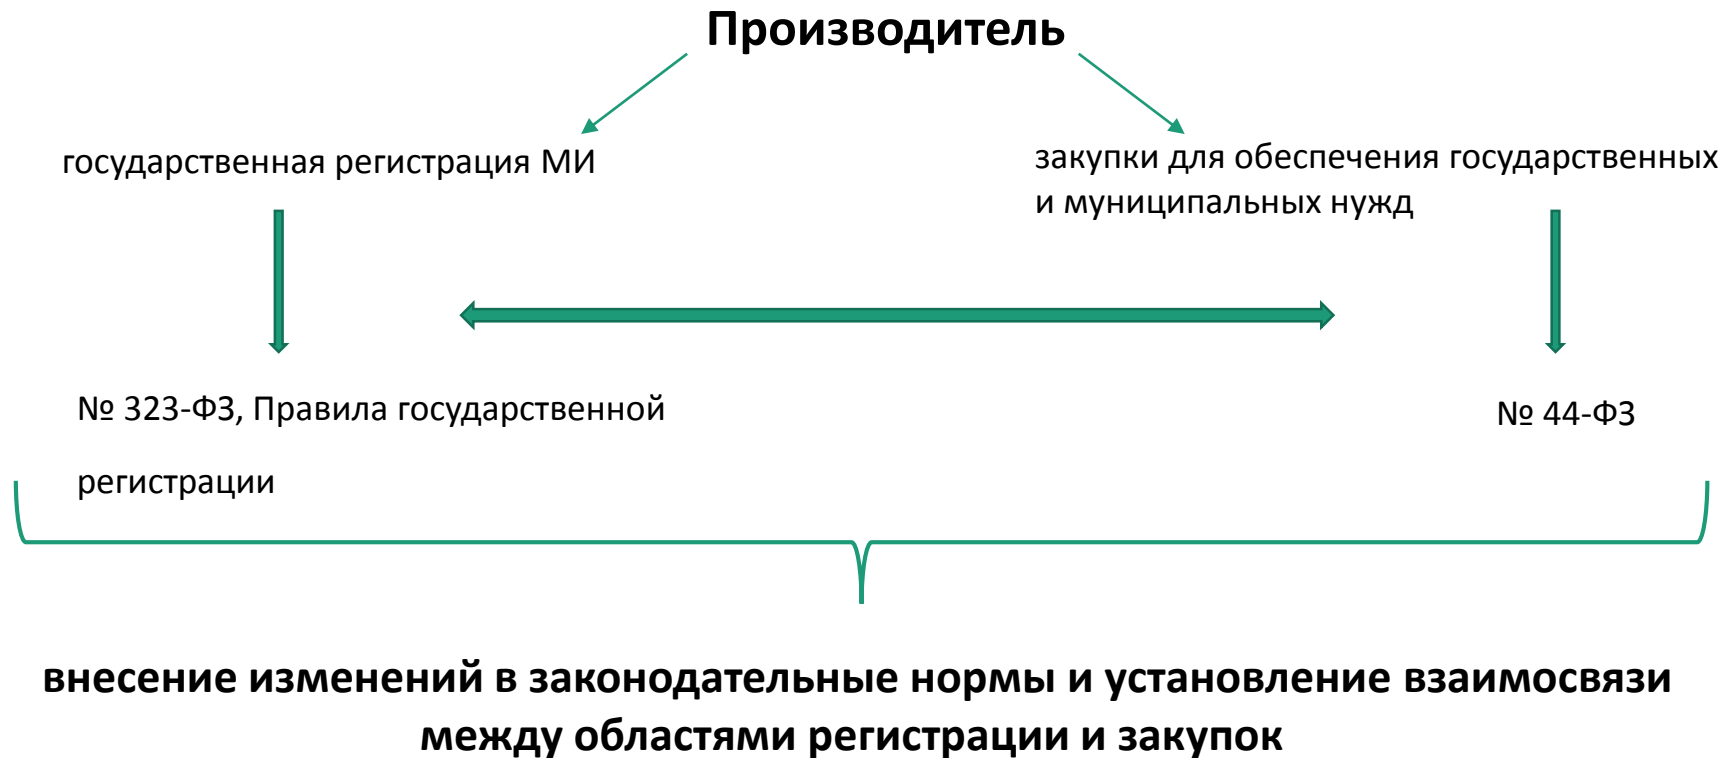 Производитель
государственная регистрация МИ
закупки для обеспечения государственных
и муниципальных нужд
№ 323-ФЗ, Правила государственной
регистрации
№ 44-ФЗ
внесение изменений в законодательные нормы и установление взаимосвязи
между областями регистрации и закупок